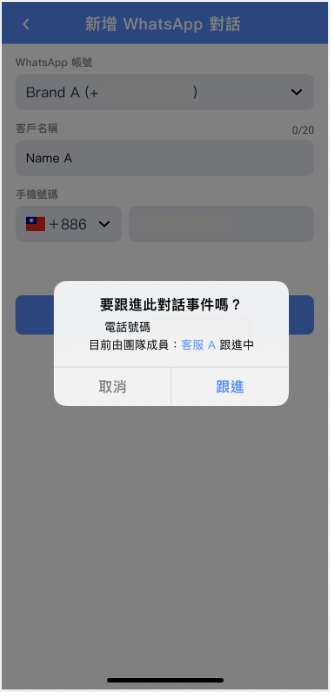 新增 WhatsApp 對話
WhatsApp 帳號
Brand A (+ )
客戶名稱
0/20
Name A
手機號碼
+886
要跟進此對話事件嗎？
電話號碼
目前由團隊成員：客服 A 跟進中
取消
跟進